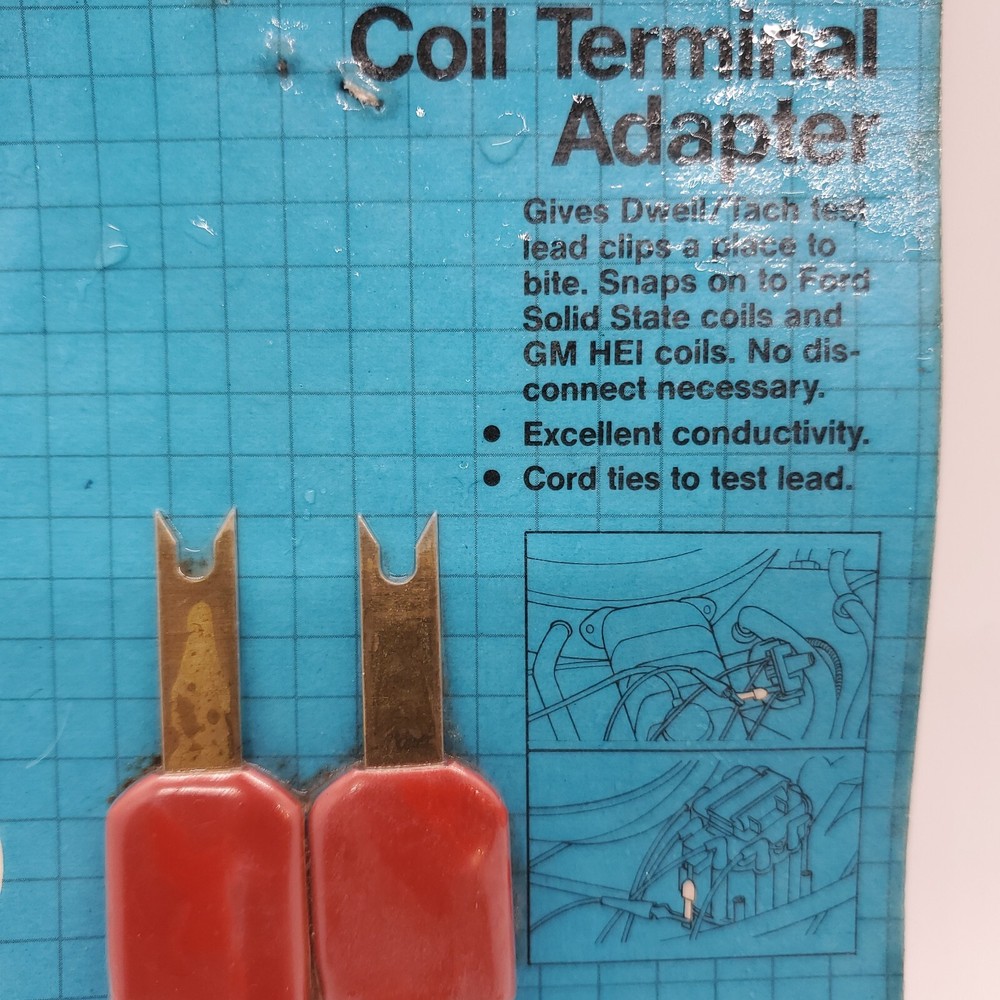 Coil Terminal
Adapter
Gives Dwell/Tach test
lead clips a place to
bite. Snaps on to Ford
Solid State coils and
GM HEI coils. No dis-
connect necessary.
• Excellent conductivity.
• Cord ties to test lead.